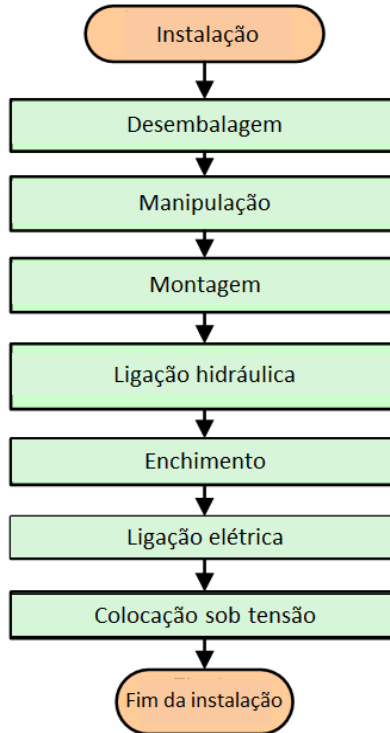 Instalação
Desembalagem
Manipulação
Montagem
Ligação hidráulica
Enchimento
Ligação elétrica
Colocação sob tensão
Fim da instalação